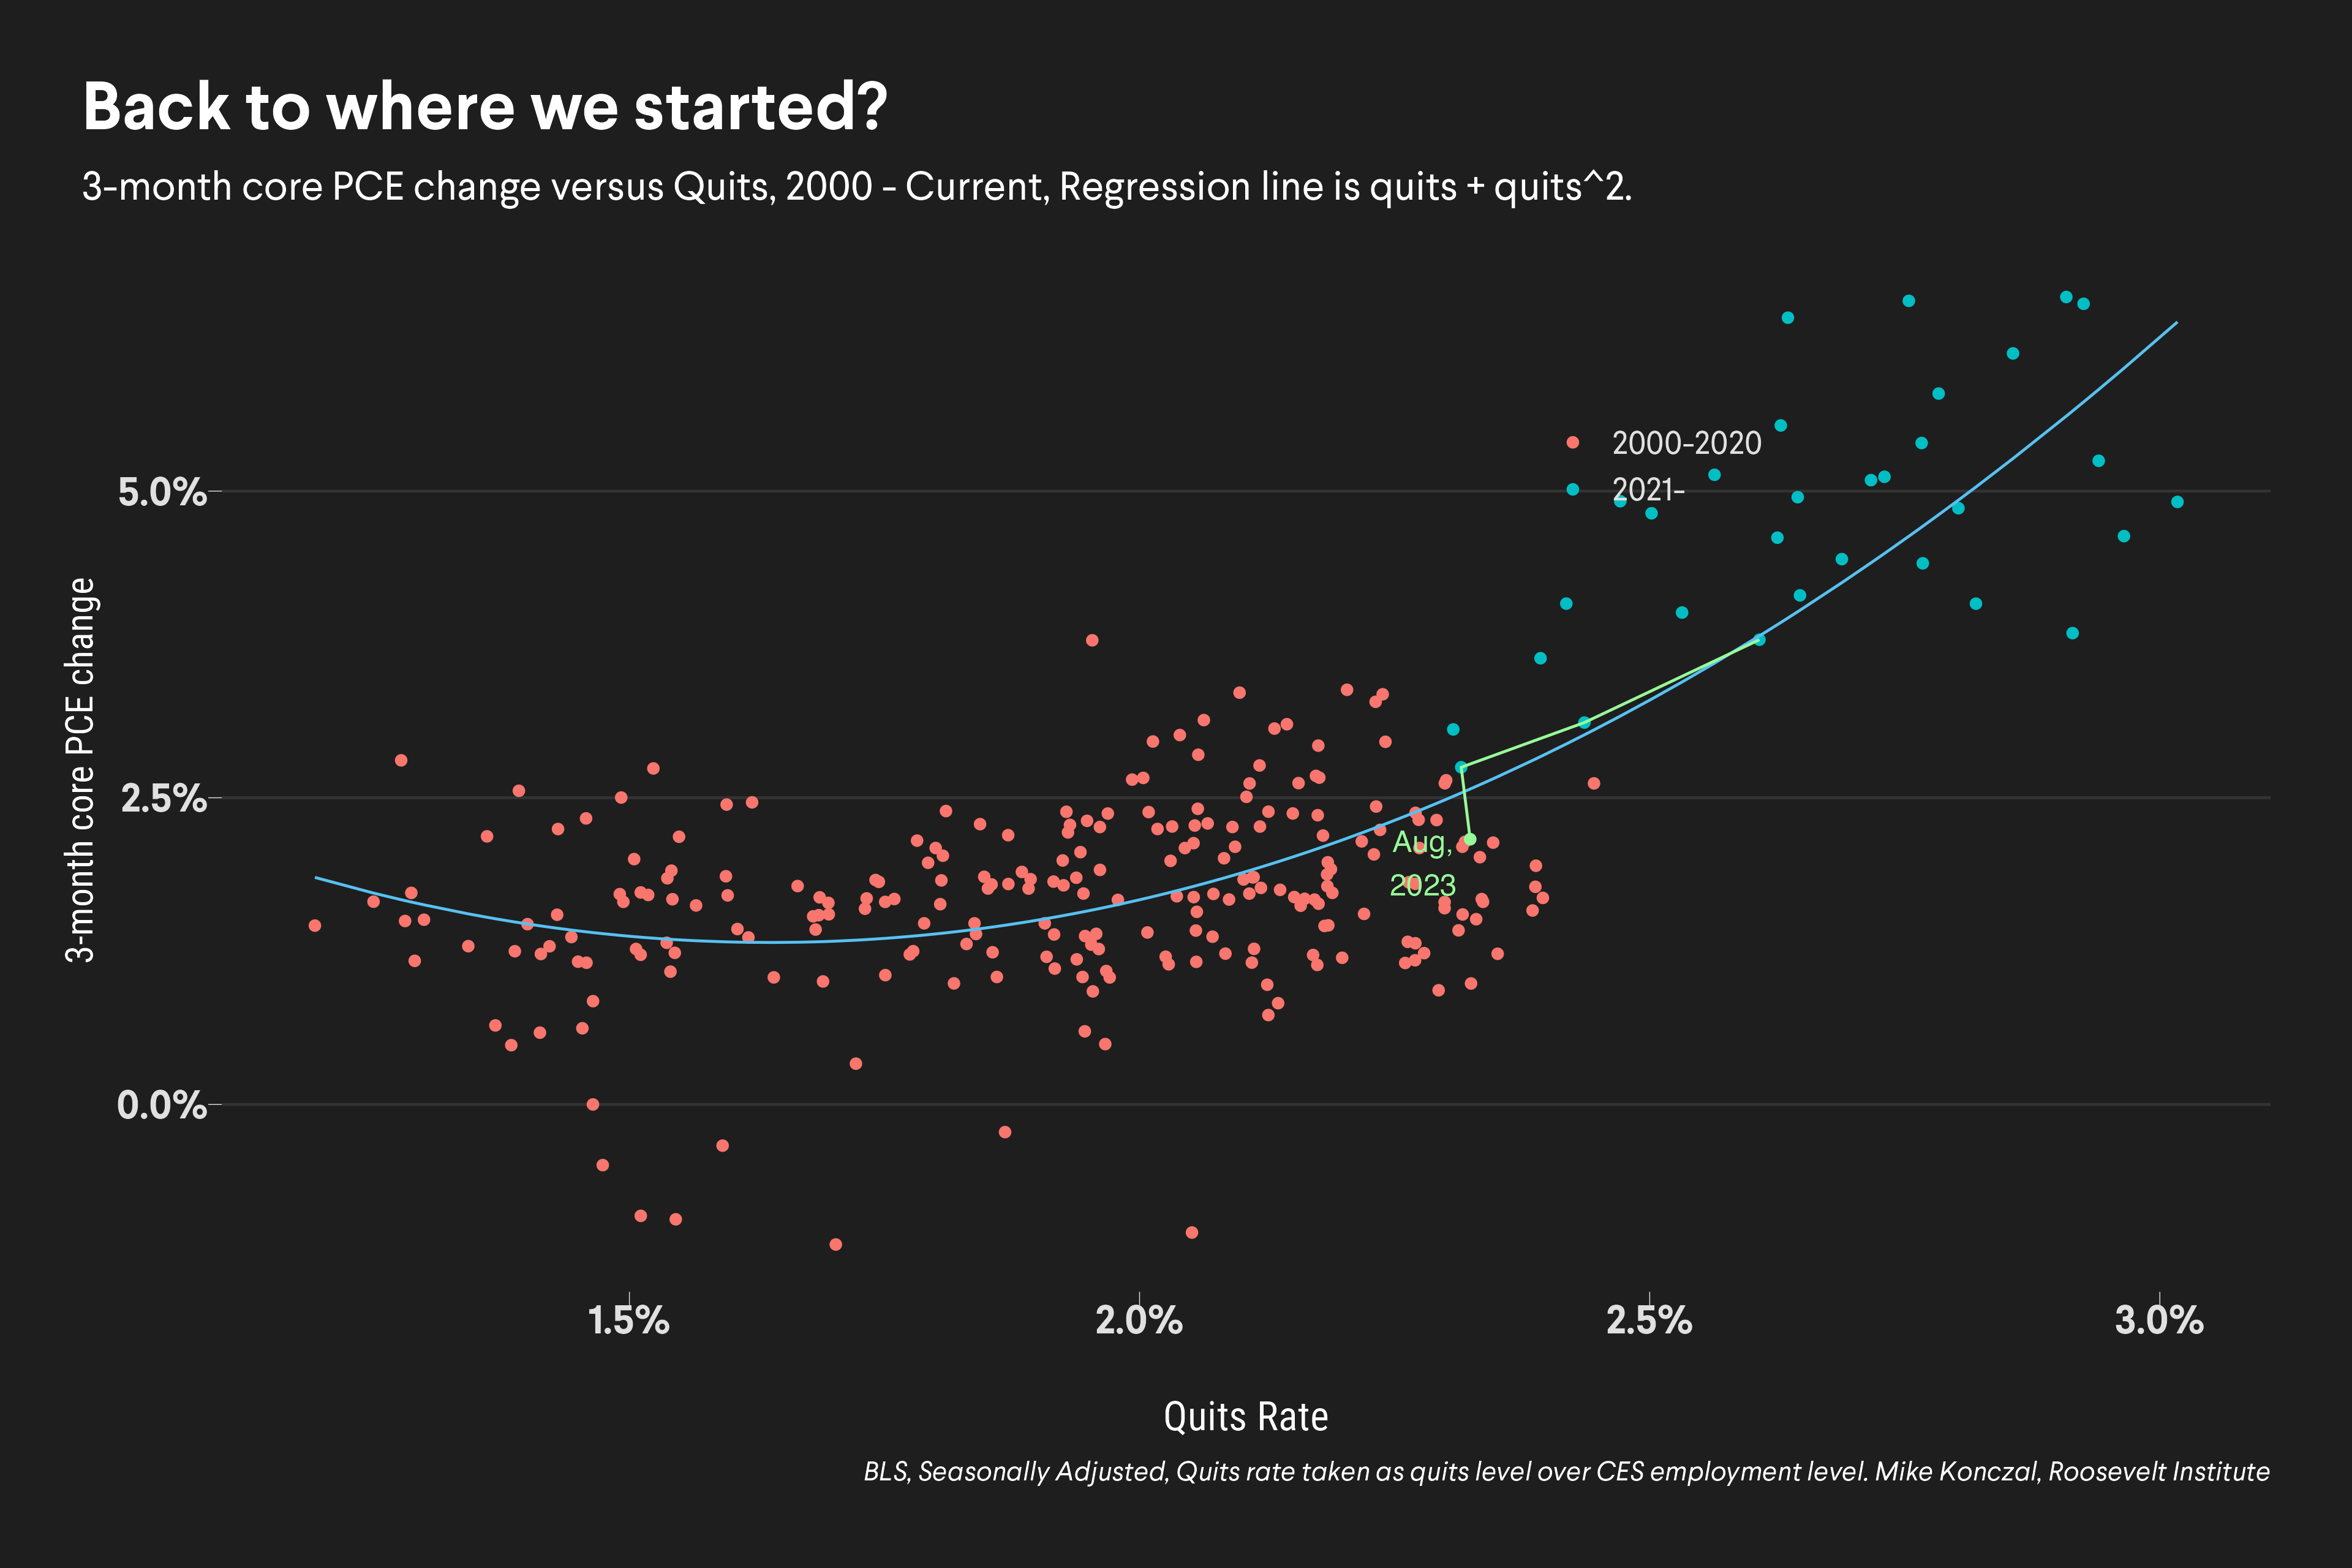 Back to where we started?
3-month core PCE change versus Quits, 2000 - Current, Regression line is quits + quits^2.
2000-2020
2021-
5.0%
2.5%
0.0%
3-month core PCE change
Aug,
2023
1.5%
2.0%
2.5%
3.0%
Quits Rate
BLS, Seasonally Adjusted, Quits rate taken as quits level over CES employment level. Mike Konczal, Roosevelt Institute